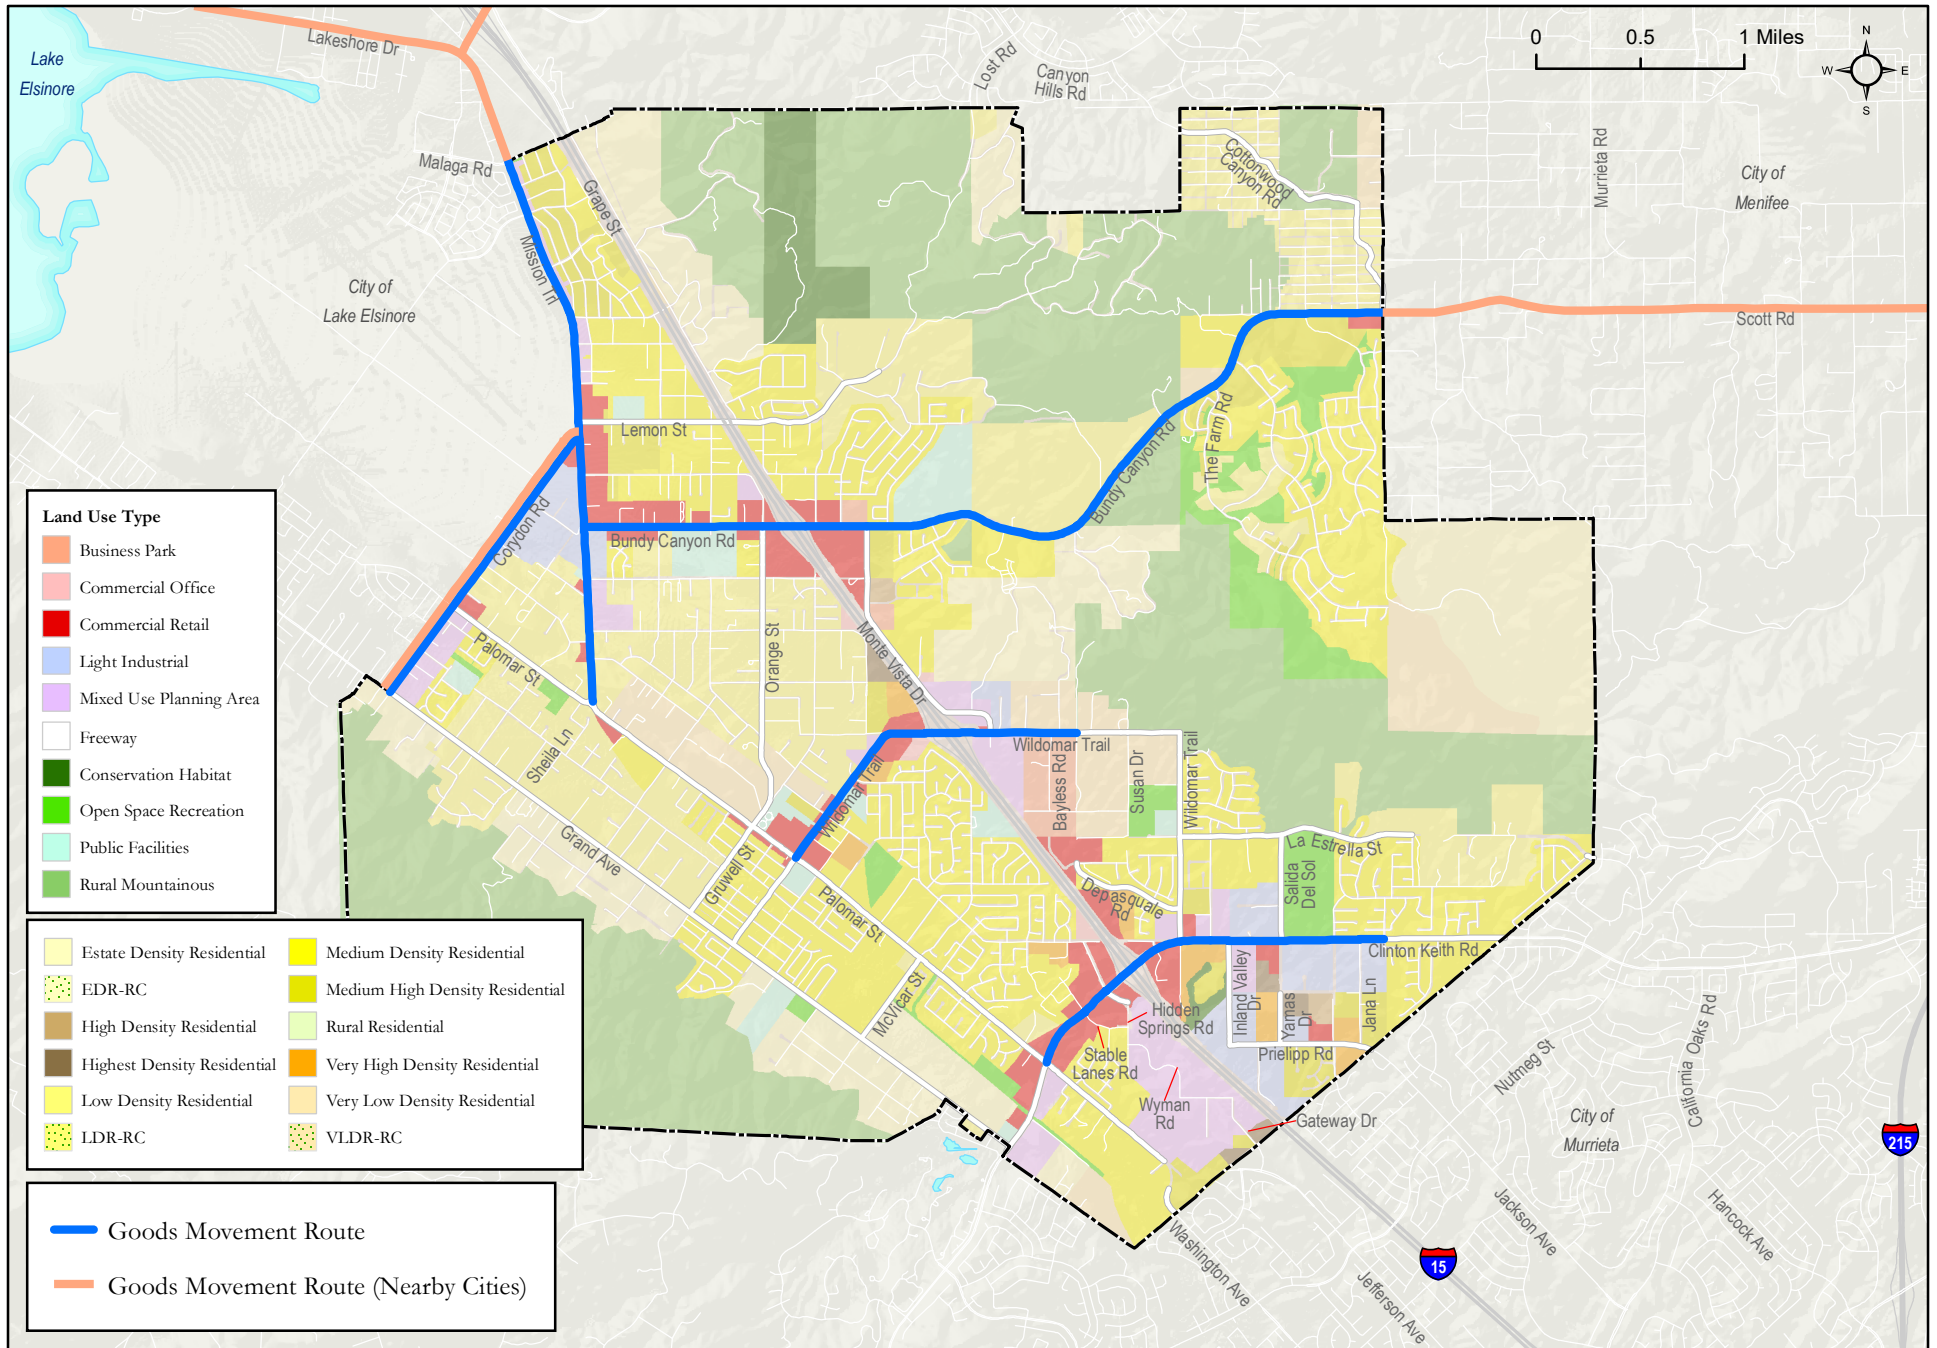 Lake
Elsinore
Lakeshore Dr
Lost Rd
Canyon
Hills Rd
0 0.5 1 Miles
N
W E
S
Malaga Rd
Grape St
Cottonwood
Canyon Rd
Murrieta Rd
City of
Menifee
Mission Trl
City of
Lake Elsinore
Scott Rd
Lemon St
The Farm Rd
Bundy Canyon Rd
Corydon Rd
Bundy Canyon Rd
Land Use Type
Business Park
Commercial Office
Commercial Retail
Light Industrial
Mixed Use Planning Area
Freeway
Conservation Habitat
Open Space Recreation
Public Facilities
Rural Mountainous
Palomar St
Orange St
Monte Vista Dr
Sheila Ln
Wildomar Trail
Wildomar Trail
Bayless Rd
Susan Dr
Wildomar Trail
Grand Ave
Gruwell St
La Estrella St
Salida
Del Sol
Depasquale
Rd
Palomar St
Clinton Keith Rd
McVicar St
Inland Valley
Dr
Yamas
Dr
Jana Ln
Hidden
Springs Rd
Stable
Lanes Rd
Prielipp Rd
Wyman
Rd
Gateway Dr
Nutmeg St
California Oaks Rd
City of
Murrieta
215
Jackson Ave
Hancock Ave
Washington Ave
15
Jefferson Ave
Estate Density Residential
EDR-RC
High Density Residential
Highest Density Residential
Low Density Residential
LDR-RC
Medium Density Residential
Medium High Density Residential
Rural Residential
Very High Density Residential
Very Low Density Residential
VLDR-RC
Goods Movement Route
Goods Movement Route (Nearby Cities)